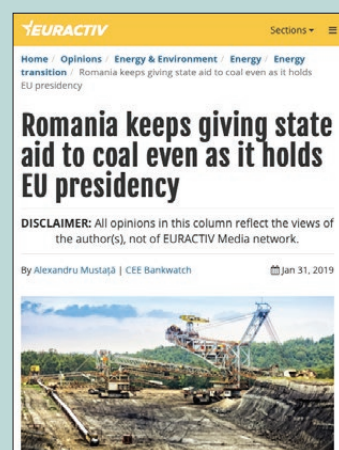 EURACTIV
Sections
Home / Opinions / Energy & Environment / Energy / Energy
transition / Romania keeps giving state aid to coal even as it holds
EU presidency
Romania keeps giving state
aid to coal even as it holds
EU presidency
DISCLAIMER: All opinions in this column reflect the views of
the author(s), not of EURACTIV Media network.
By Alexandru Mustață | CEE Bankwatch
Jan 31, 2019